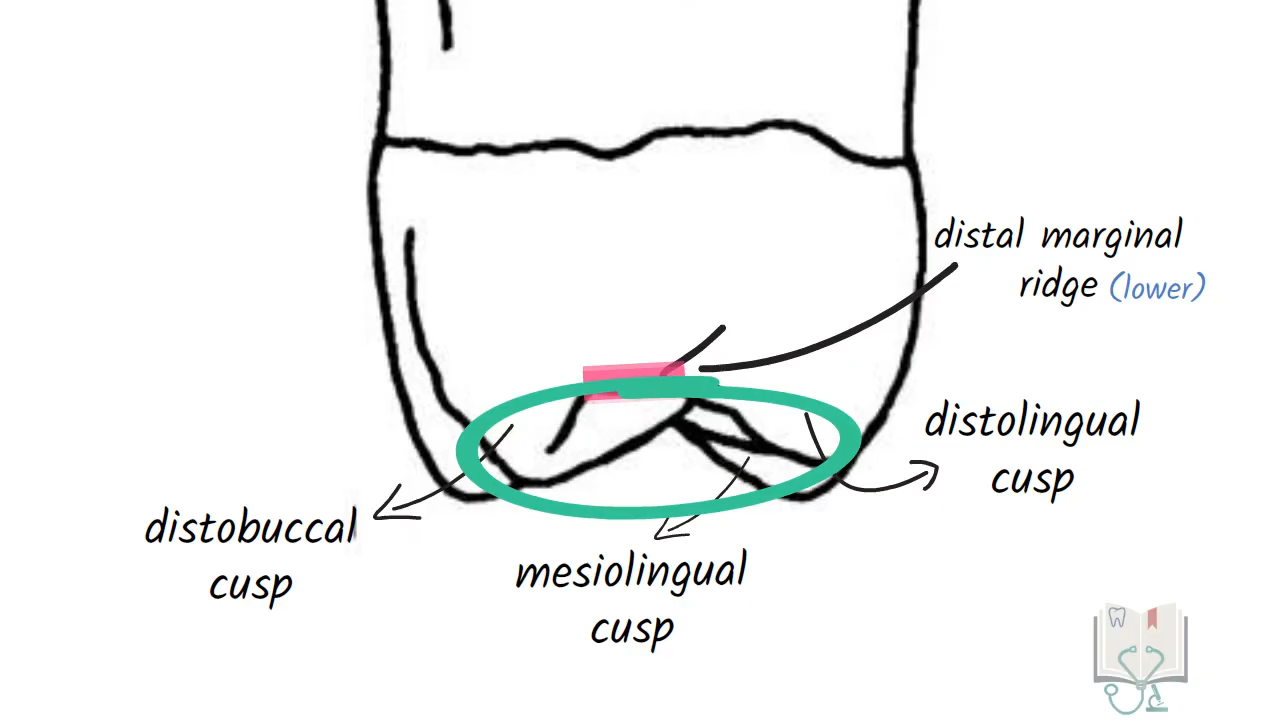 distal marginal
ridge (lower)
distolingual
cusp
distobuccal
cusp
mesiolingual
cusp